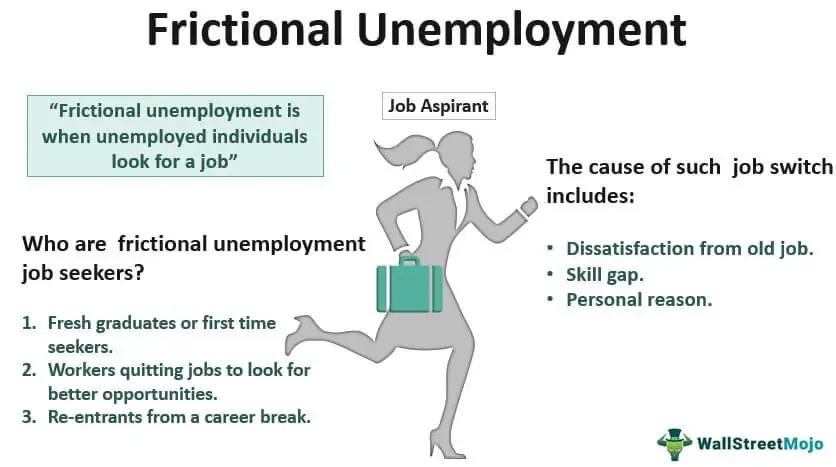 Frictional Unemployment
“Frictional unemployment is
when unemployed individuals
look for a job”
Job Aspirant
Who are frictional unemployment
job seekers?
1. Fresh graduates or first time
seekers.
2. Workers quitting jobs to look for
better opportunities.
3. Re-entrants from a career break.
The cause of such job switch
includes:
• Dissatisfaction from old job.
• Skill gap.
• Personal reason.
WallStreetMojo